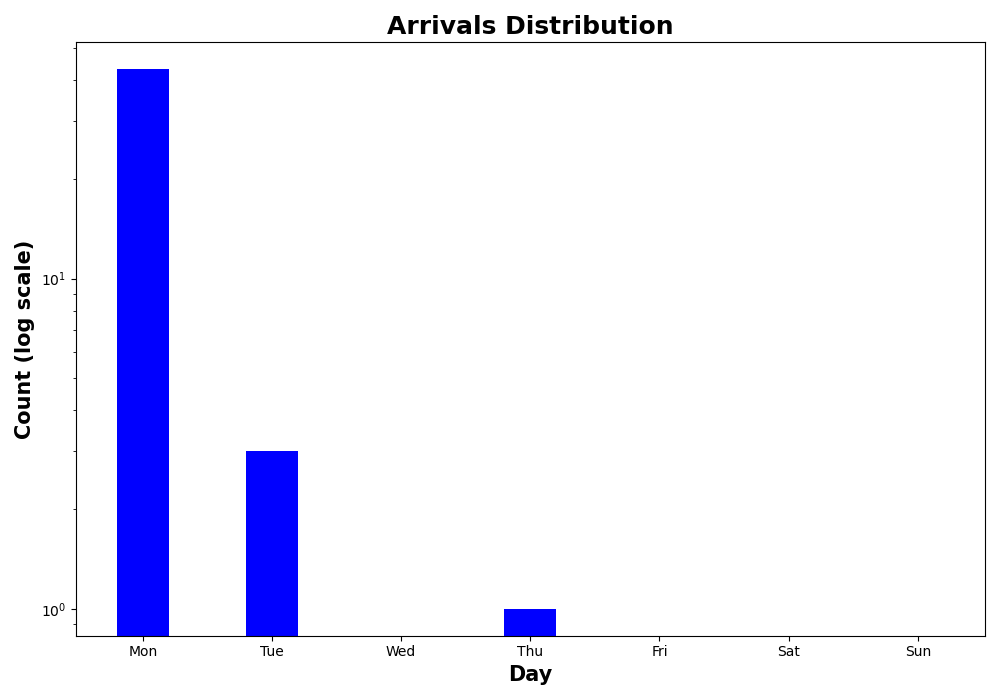 Arrivals Distribution
Count (log scale)
10¹
10⁰
Mon Tue Wed Thu Fri Sat Sun
Day